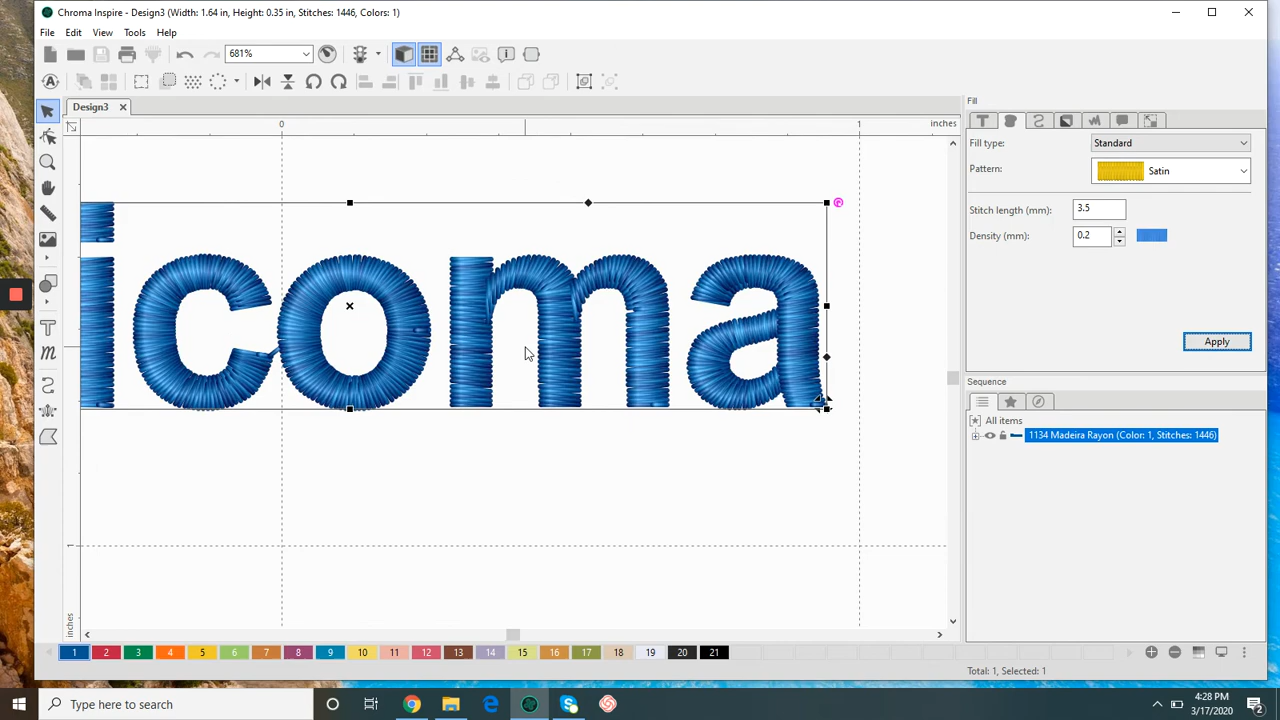 Chroma Inspire - Design3 (Width: 1.64 in, Height: 0.35 in, Stitches: 1446, Colors: 1)
File Edit View Tools Help
681%
Design3
0 1 inches
icoma
1
inches
Fill
Fill type: Standard
Pattern: Satin
Stitch length (mm): 3.5
Density (mm): 0.2
Apply
Sequence
All items
1134 Madeira Rayon (Color: 1, Stitches: 1446)
1 2 3 4 5 6 7 8 9 10 11 12 13 14 15 16 17 18 19 20 21
Total: 1, Selected: 1
Type here to search
4:28 PM
3/17/2020
2